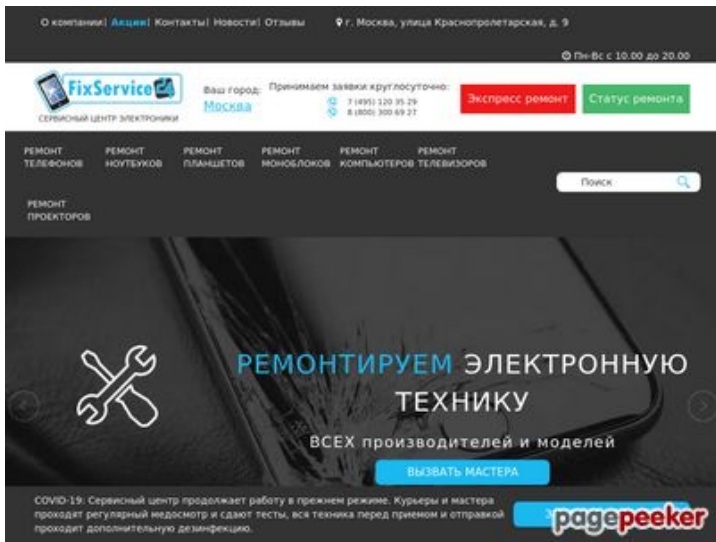 О компании| Акции| Контакты| Новости| Отзывы г. Москва, улица Краснопролетарская, д. 9
Пн-Вс с 10.00 до 20.00
FixService24
СЕРВИСНЫЙ ЦЕНТР ЭЛЕКТРОНИКИ
Ваш город:
Москва
Принимаем заявки круглосуточно:
7 (495) 120 35 29
8 (800) 300 69 27
Экспресс ремонт
Статус ремонта
РЕМОНТ ТЕЛЕФОНОВ
РЕМОНТ НОУТБУКОВ
РЕМОНТ ПЛАНШЕТОВ
РЕМОНТ МОНОБЛОКОВ
РЕМОНТ КОМПЬЮТЕРОВ
РЕМОНТ ТЕЛЕВИЗОРОВ
Поиск
РЕМОНТ ПРОЕКТОРОВ
РЕМОНТИРУЕМ ЭЛЕКТРОННУЮ
ТЕХНИКУ
ВСЕХ производителей и моделей
ВЫЗВАТЬ МАСТЕРА
COVID-19: Сервисный центр продолжает работу в прежнем режиме. Курьеры и мастера
проходят регулярный медосмотр и сдают тесты, вся техника перед приемом и отправкой
проходит дополнительную дезинфекцию.
pagepeeker